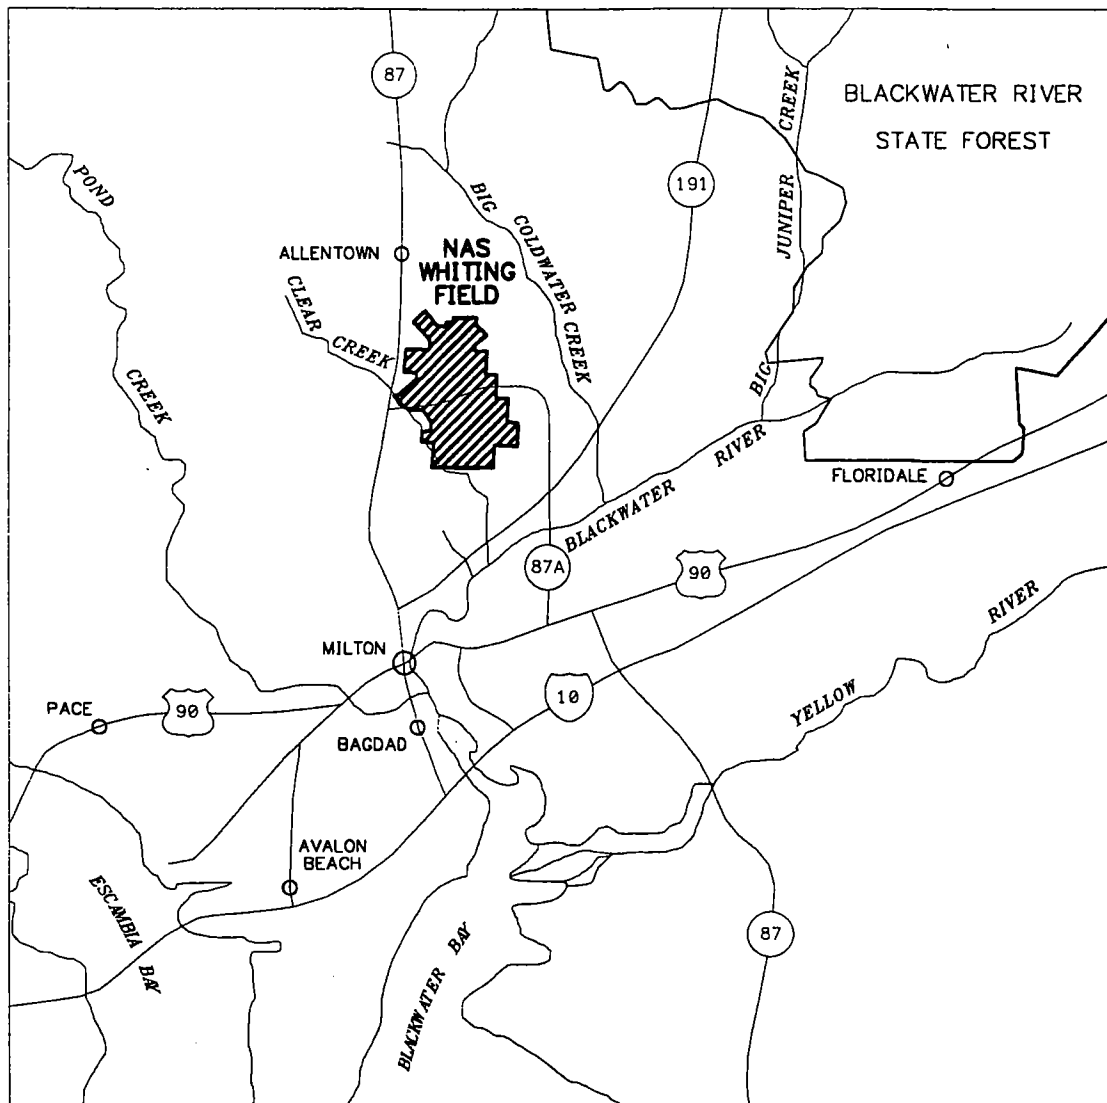 87
BLACKWATER RIVER
STATE FOREST
BIG JUNIPER CREEK
191
POND CREEK
BIG COLDWATER CREEK
ALLENTOWN
NAS
WHITING
FIELD
CLEAR CREEK
FLORIDALE
BLACKWATER RIVER
87A
90
YELLOW RIVER
MILTON
10
PACE
90
BAGDAD
AVALON
BEACH
ESCAMBIA BAY
BLACKWATER BAY
87